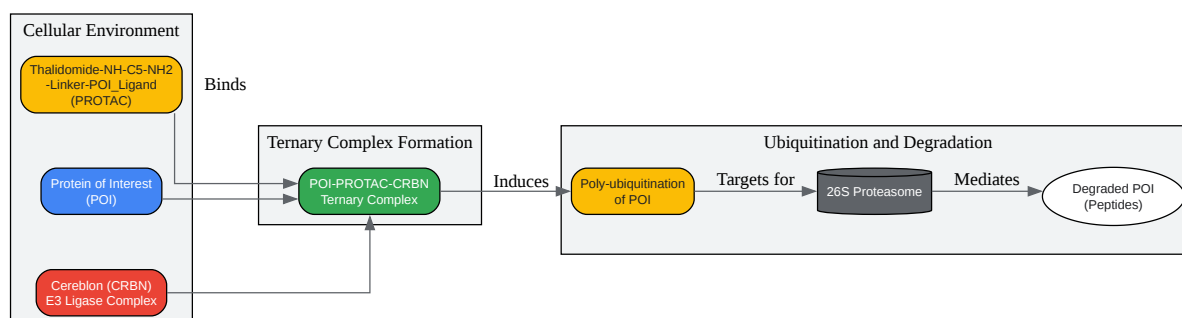 Cellular Environment
Thalidomide-NH-C5-NH2
-Linker-POI_Ligand
(PROTAC)
Binds
Protein of Interest
(POI)
Cereblon (CRBN)
E3 Ligase Complex
Ternary Complex Formation
POI-PROTAC-CRBN
Ternary Complex
Induces
Ubiquitination and Degradation
Poly-ubiquitination
of POI
Targets for
26S Proteasome
Mediates
Degraded POI
(Peptides)